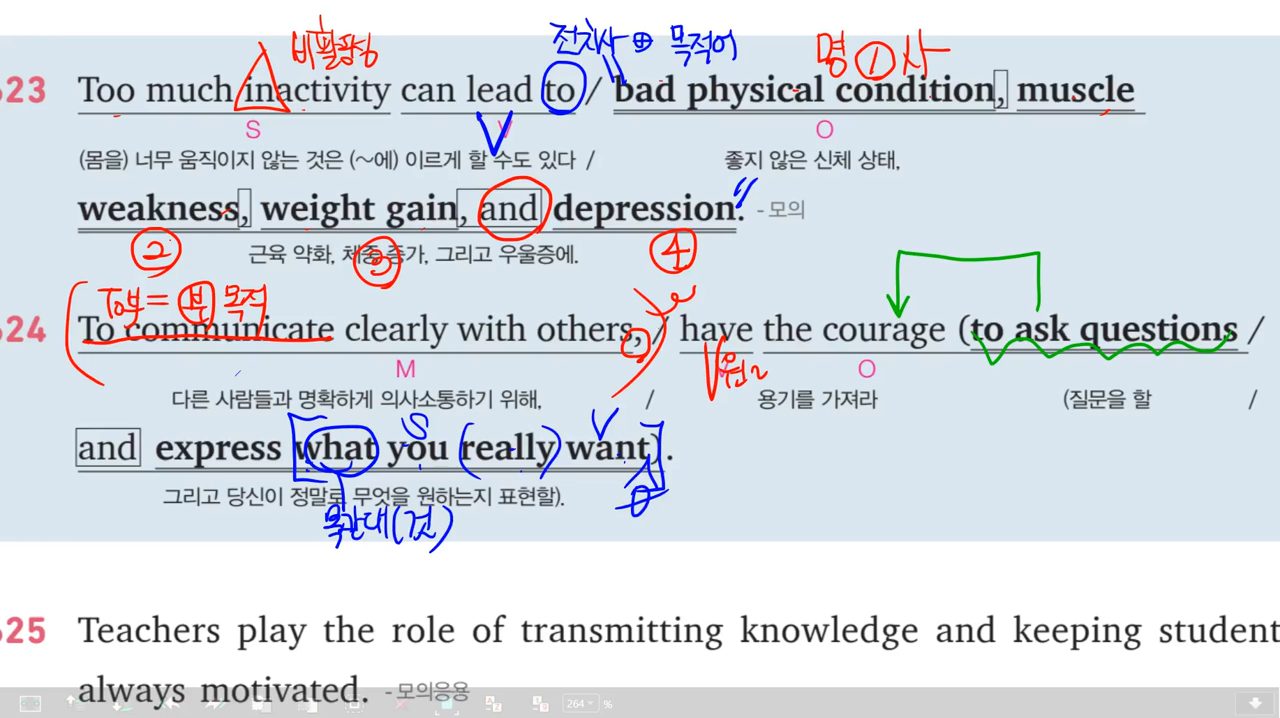 비활성 전치사 ⊕ 목적어 명①사
623 Too much inactivity can lead to / bad physical condition, muscle
S V O
(몸을) 너무 움직이지 않는 것은 (~에) 이르게 할 수도 있다 / 좋지 않은 신체 상태,
weakness, weight gain, and depression. - 모의
② ③ ④
근육 약화, 체중 증가, 그리고 우울증에.
To부 = 부 목적
624 To communicate clearly with others, / have the courage (to ask questions /
M V O
다른 사람들과 명확하게 의사소통하기 위해, / 용기를 가져라 (질문을 할 /
S V
and express what you really want).
그리고 당신이 정말로 무엇을 원하는지 표현할).
목관대(것)
625 Teachers play the role of transmitting knowledge and keeping student
always motivated. - 모의응용
264 %